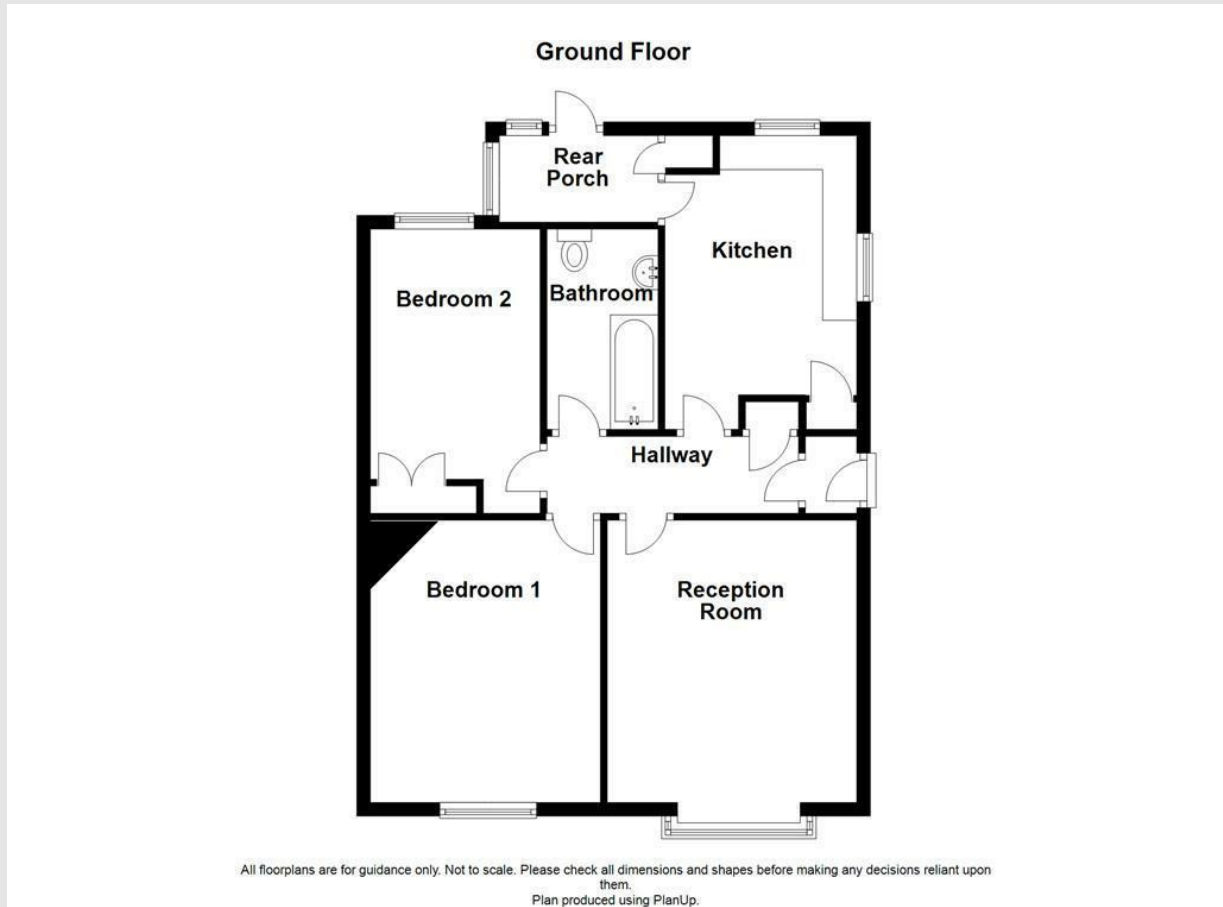 Ground Floor
Rear
Porch
Kitchen
Bedroom 2
Bathroom
Hallway
Bedroom 1
Reception
Room
All floorplans are for guidance only. Not to scale. Please check all dimensions and shapes before making any decisions reliant upon
them.
Plan produced using PlanUp.